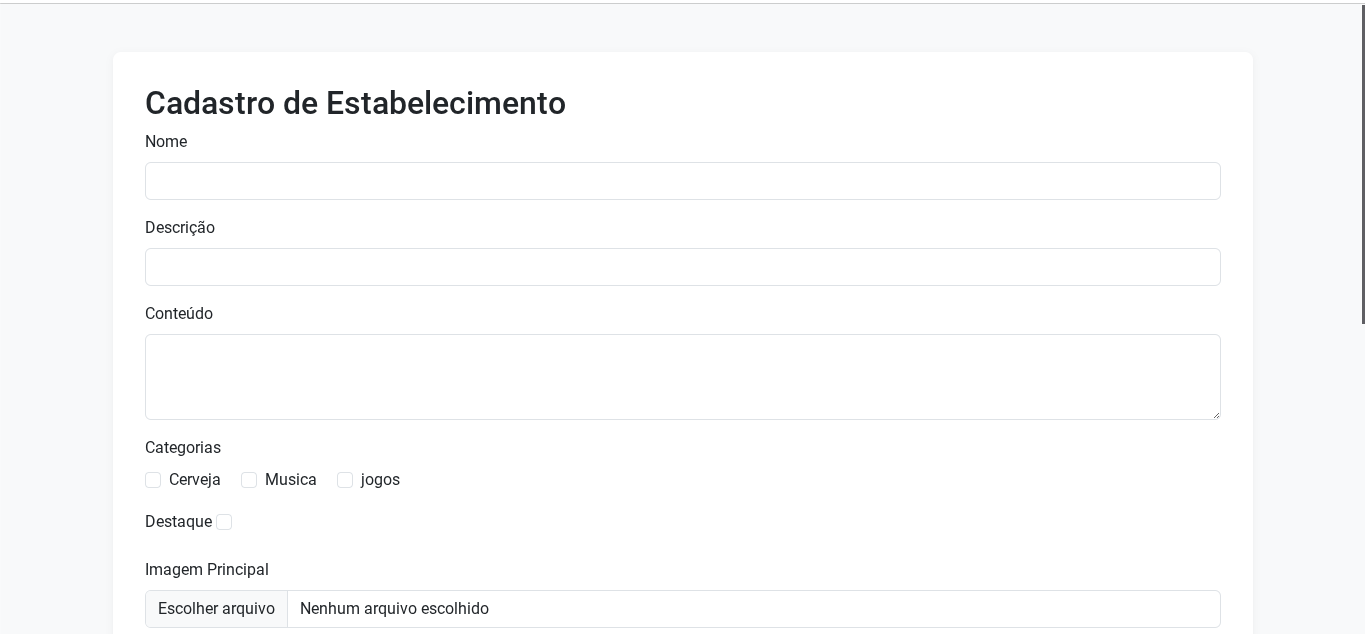 Cadastro de Estabelecimento
Nome
Descrição
Conteúdo
Categorias
Cerveja Musica jogos
Destaque
Imagem Principal
Escolher arquivo Nenhum arquivo escolhido